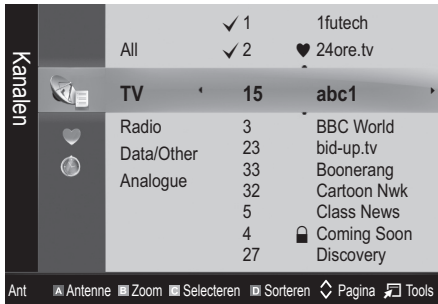 Kanalen
✓ 1 1futech
All ✓ 2 ♥ 24ore.tv
TV 15 abc1
Radio 3 BBC World
Data/Other 23 bid-up.tv
Analogue 33 Boonerang
32 Cartoon Nwk
5 Class News
4 Coming Soon
27 Discovery
Ant A Antenne B Zoom C Selecteren D Sorteren Pagina Tools